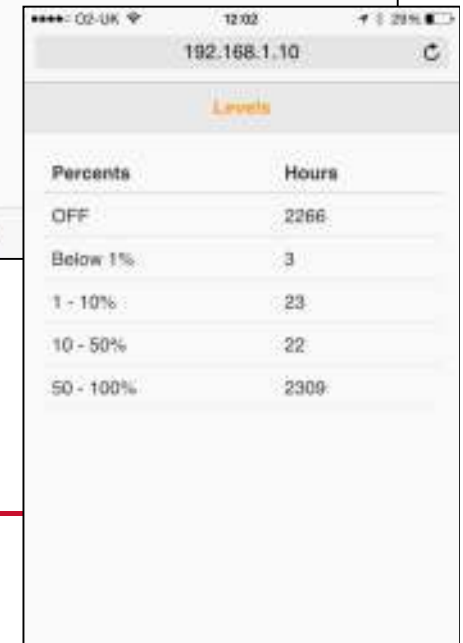 O2-UK 12:02 29%
192.168.1.10
Levels
Percents Hours
OFF 2266
Below 1% 3
1 - 10% 23
10 - 50% 22
50 - 100% 2309